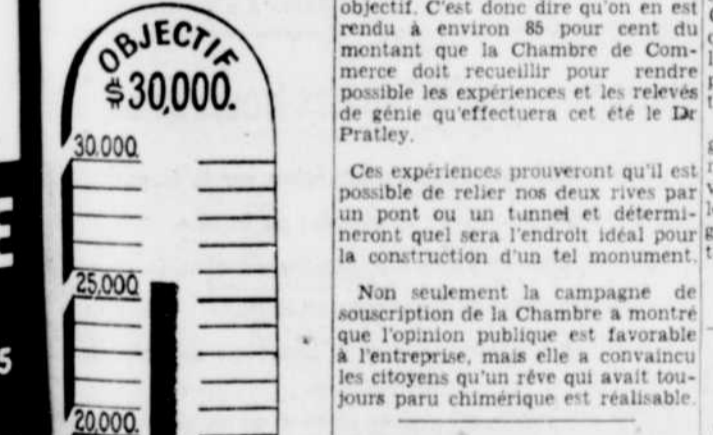 OBJECTIF
$30,000.
30.000.
25,000
20,000.
5
objectif. C'est donc dire qu'on en est
rendu à environ 85 pour cent du
montant que la Chambre de Com-
merce doit recueillir pour rendre
possible les expériences et les relevés
de génie qu'effectuera cet été le Dr
Pratley.
Ces expériences prouveront qu'il est
possible de relier nos deux rives par
un pont ou un tunnel et détermi-
neront quel sera l'endroit idéal pour
la construction d'un tel monument.
Non seulement la campagne de
souscription de la Chambre a montré
que l'opinion publique est favorable
à l'entreprise, mais elle a convaincu
les citoyens qu'un rêve qui avait tou-
jours paru chimérique est réalisable.